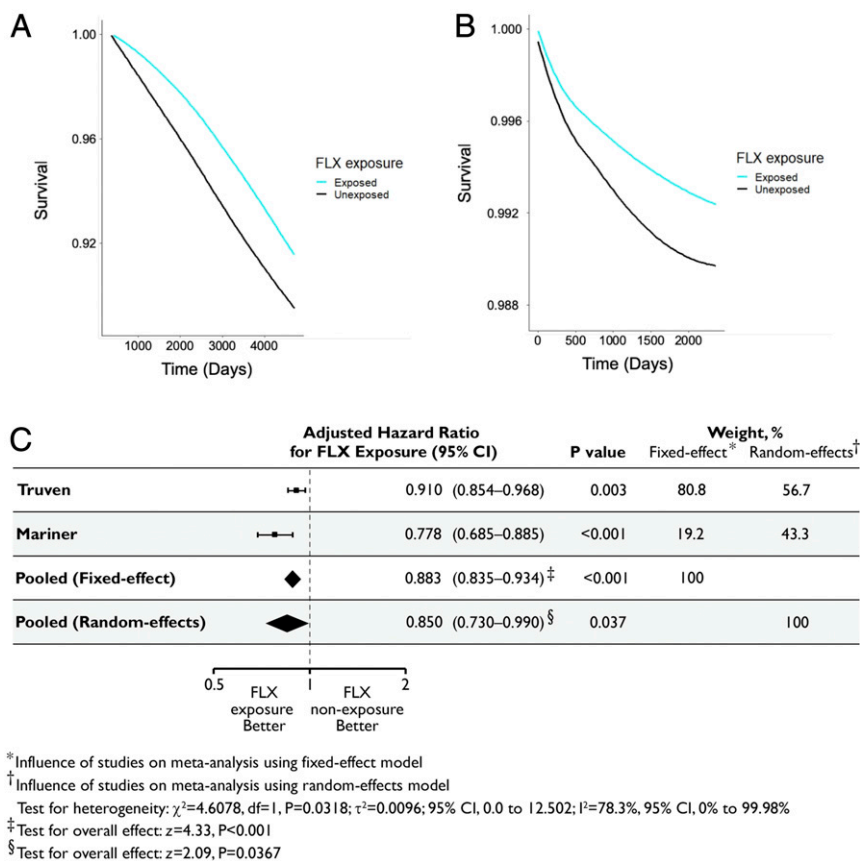 A
1.00
0.96
0.92
Survival
1000 2000 3000 4000
Time (Days)
FLX exposure
Exposed
Unexposed
B
1.000
0.996
0.992
0.988
Survival
0 500 1000 1500 2000
Time (Days)
FLX exposure
Exposed
Unexposed
C
Adjusted Hazard Ratio
for FLX Exposure (95% CI)
P value
Weight, %
Fixed-effect* Random-effects†
Truven 0.910 (0.854–0.968) 0.003 80.8 56.7
Mariner 0.778 (0.685–0.885) <0.001 19.2 43.3
Pooled (Fixed-effect) 0.883 (0.835–0.934)‡ <0.001 100
Pooled (Random-effects) 0.850 (0.730–0.990)§ 0.037 100
0.5 1 2
FLX
exposure
Better
FLX
non-exposure
Better
*Influence of studies on meta-analysis using fixed-effect model
†Influence of studies on meta-analysis using random-effects model
Test for heterogeneity: χ²=4.6078, df=1, P=0.0318; τ²=0.0096; 95% CI, 0.0 to 12.502; I²=78.3%, 95% CI, 0% to 99.98%
‡Test for overall effect: z=4.33, P<0.001
§Test for overall effect: z=2.09, P=0.0367